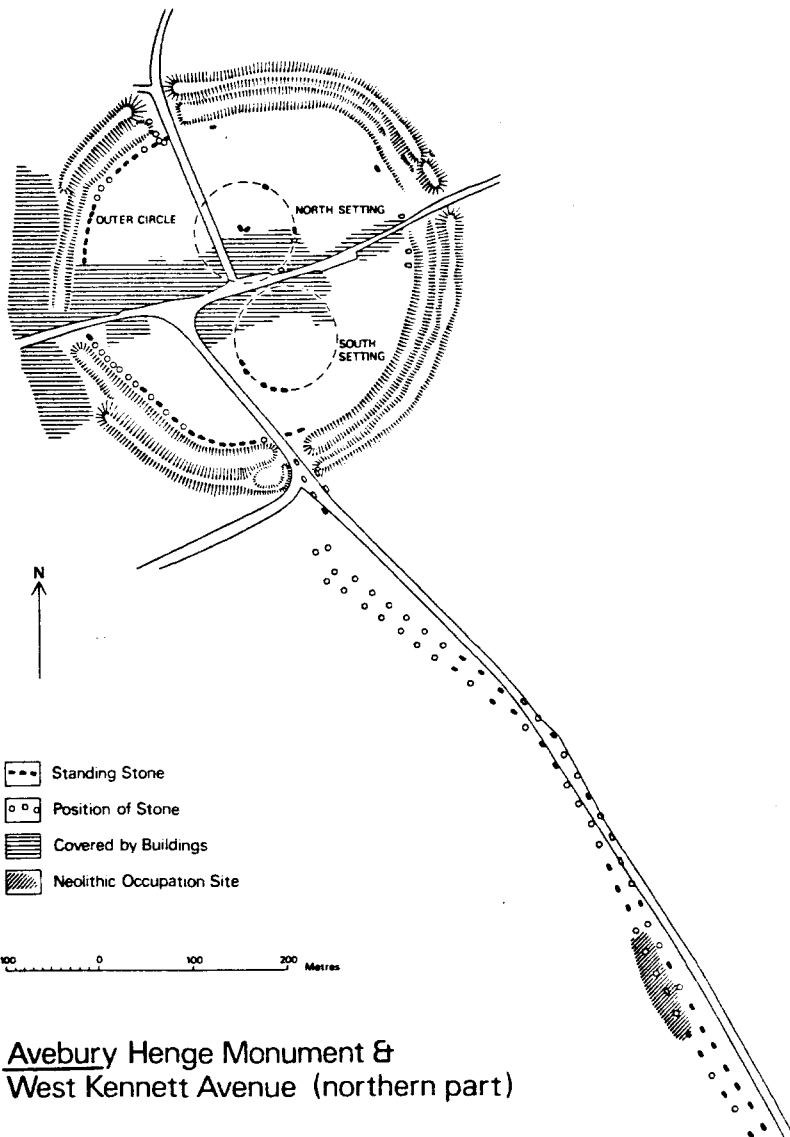 OUTER CIRCLE
NORTH SETTING
SOUTH
SETTING
N
Standing Stone
Position of Stone
Covered by Buildings
Neolithic Occupation Site
100 0 100 200 Metres
Avebury Henge Monument &
West Kennett Avenue (northern part)